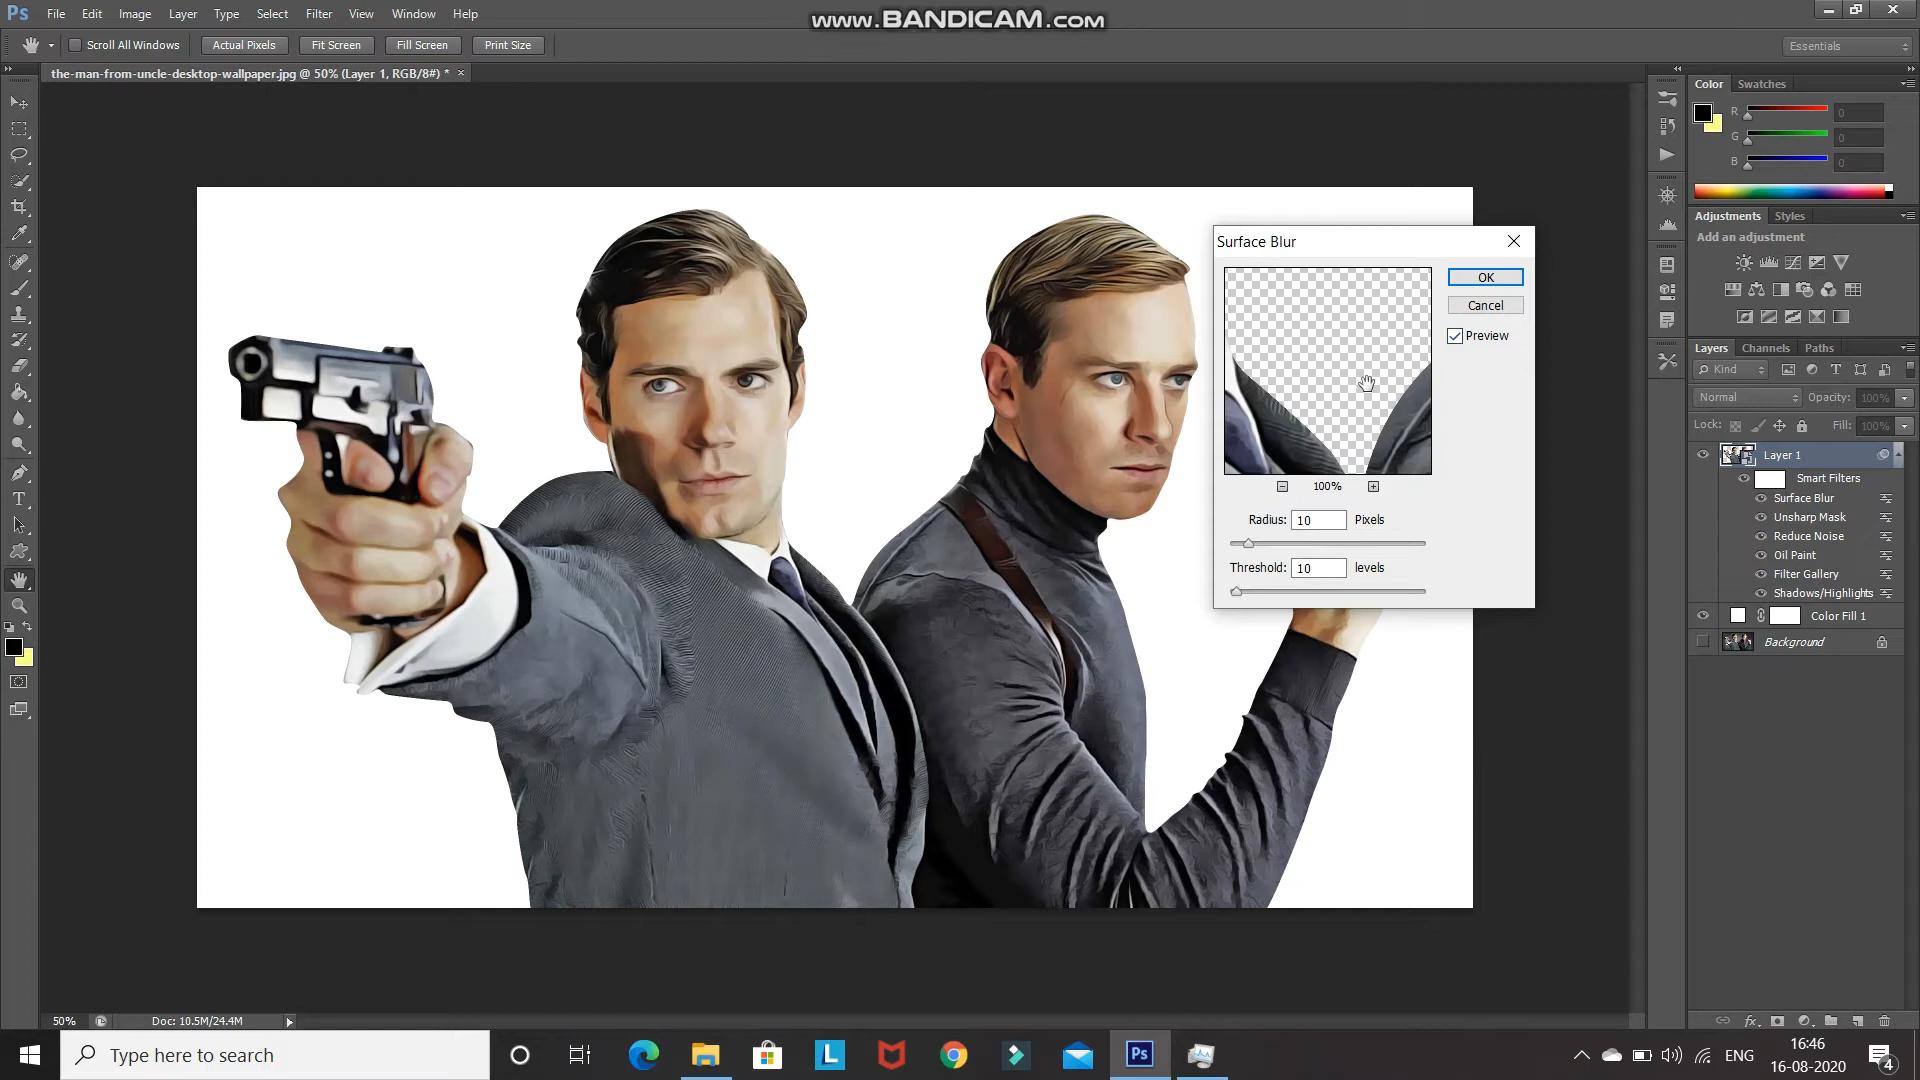 Ps File Edit Image Layer Type Select Filter View Window Help
www.BANDICAM.com
Scroll All Windows Actual Pixels Fit Screen Fill Screen Print Size Essentials
the-man-from-uncle-desktop-wallpaper.jpg @ 50% (Layer 1, RGB/8#) *
Color Swatches
R 0
G 0
B 0
Adjustments Styles
Add an adjustment
Surface Blur
OK
Cancel
Preview
100%
Radius: 10 Pixels
Threshold: 10 levels
Layers Channels Paths
Kind
Normal Opacity: 100%
Lock: Fill: 100%
Layer 1
Smart Filters
Surface Blur
Unsharp Mask
Reduce Noise
Oil Paint
Filter Gallery
Shadows/Highlights
Color Fill 1
Background
50% Doc: 10.5M/24.4M
Type here to search
L
Ps
ENG
16:46
16-08-2020
4